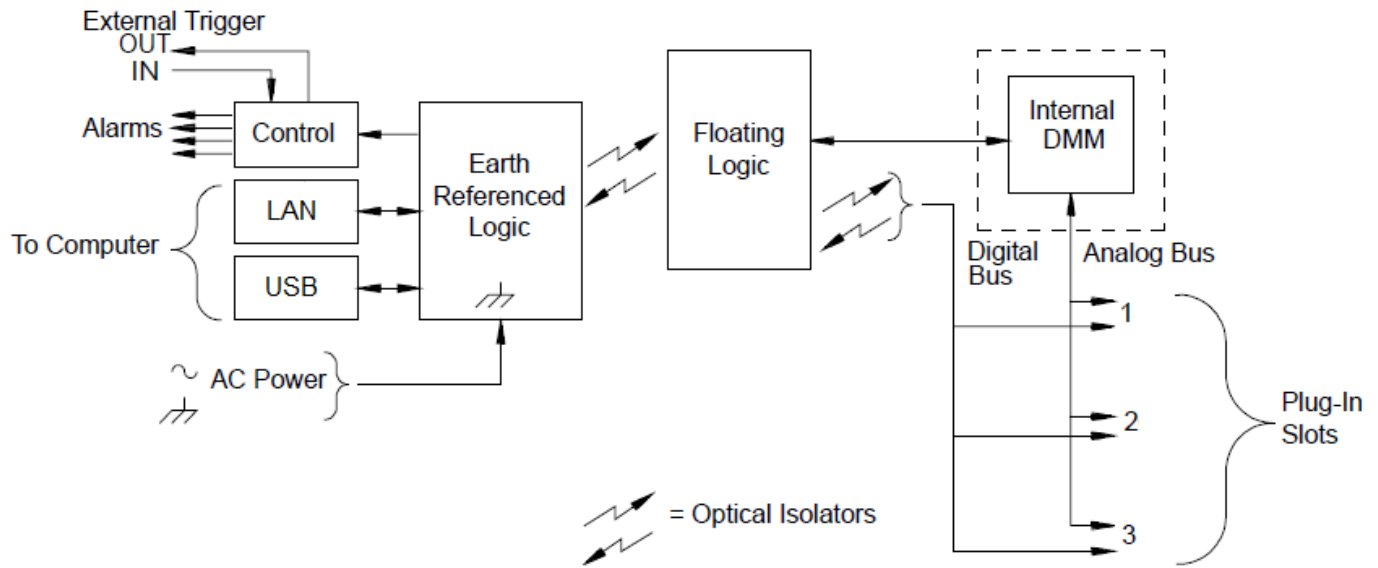 External Trigger
OUT
IN
Alarms
Control
LAN
To Computer
USB
AC Power
Earth
Referenced
Logic
Floating
Logic
Internal
DMM
Digital
Bus
Analog Bus
1
2
3
Plug-In
Slots
= Optical Isolators